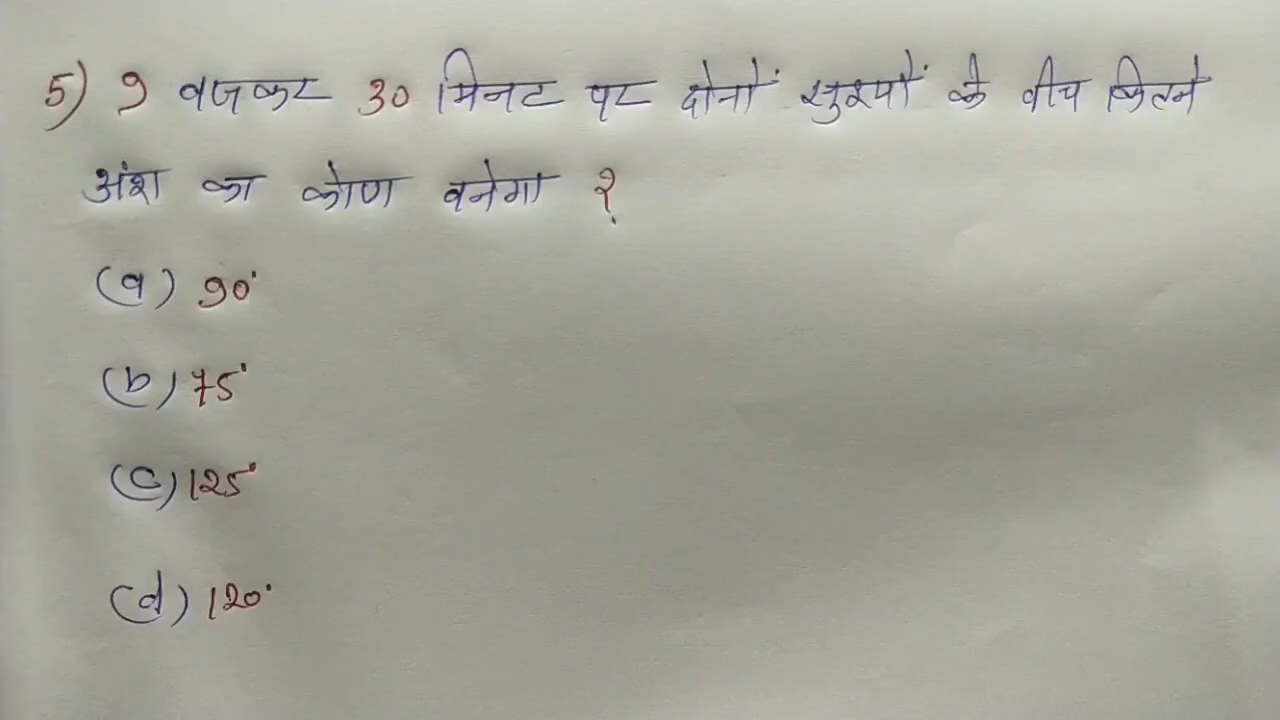 5) 9 बजकर 30 मिनट पर दोनों सुइयों के बीच कितने
अंश का कोण बनेगा ?
(a) 90°
(b) 75°
(c) 125°
(d) 120°